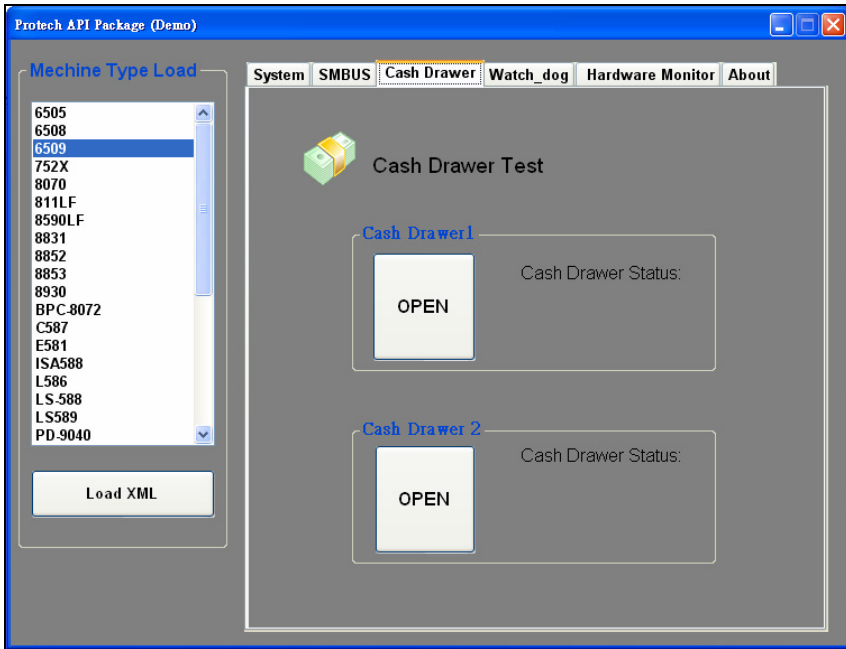 Protech API Package (Demo)
Mechine Type Load
6505
6508
6509
752X
8070
811LF
8590LF
8831
8852
8853
8930
BPC-8072
C587
E581
ISA588
L586
LS-588
LS589
PD-9040
Load XML
System SMBUS Cash Drawer Watch_dog Hardware Monitor About
Cash Drawer Test
Cash Drawer1
OPEN
Cash Drawer Status:
Cash Drawer 2
OPEN
Cash Drawer Status: